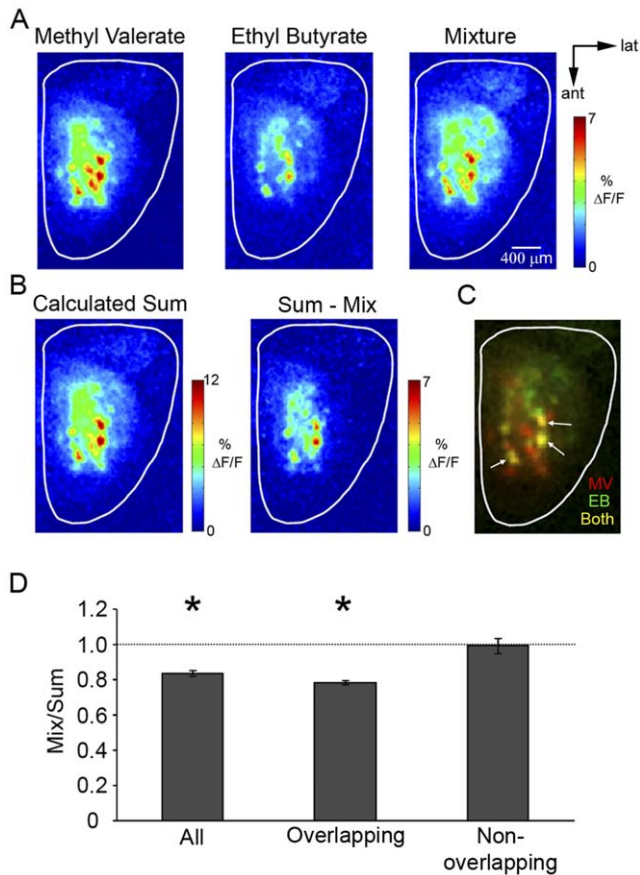 A
Methyl Valerate
Ethyl Butyrate
Mixture
lat
ant
7
%
ΔF/F
0
400 µm
B
Calculated Sum
Sum - Mix
12
%
ΔF/F
0
7
%
ΔF/F
0
C
MV
EB
Both
D
* *
Mix/Sum
1.2
1.0
0.8
0.6
0.4
0.2
0
All
Overlapping
Non-
overlapping